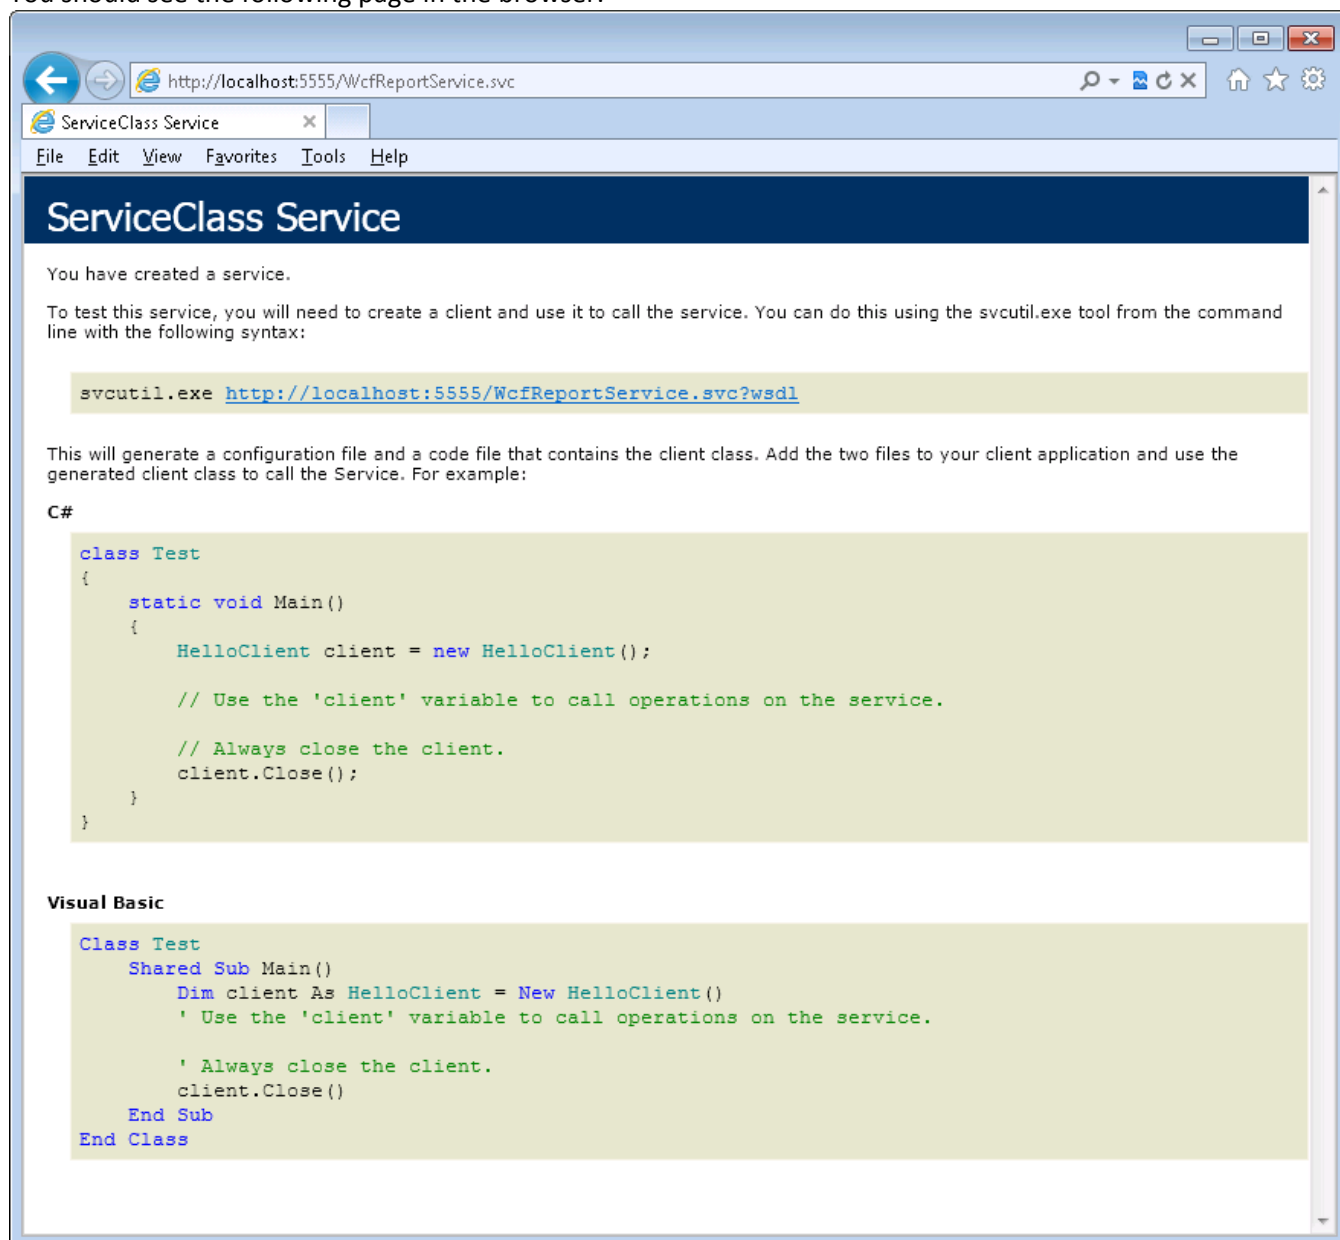 You should see the following page in the browser:
http://localhost:5555/WcfReportService.svc
ServiceClass Service
File Edit View Favorites Tools Help
ServiceClass Service
You have created a service.
To test this service, you will need to create a client and use it to call the service. You can do this using the svcutil.exe tool from the command
line with the following syntax:
svcutil.exe http://localhost:5555/WcfReportService.svc?wsdl
This will generate a configuration file and a code file that contains the client class. Add the two files to your client application and use the
generated client class to call the Service. For example:
C#
class Test
{
static void Main()
{
HelloClient client = new HelloClient();
// Use the 'client' variable to call operations on the service.
// Always close the client.
client.Close();
}
}
Visual Basic
Class Test
Shared Sub Main()
Dim client As HelloClient = New HelloClient()
' Use the 'client' variable to call operations on the service.
' Always close the client.
client.Close()
End Sub
End Class